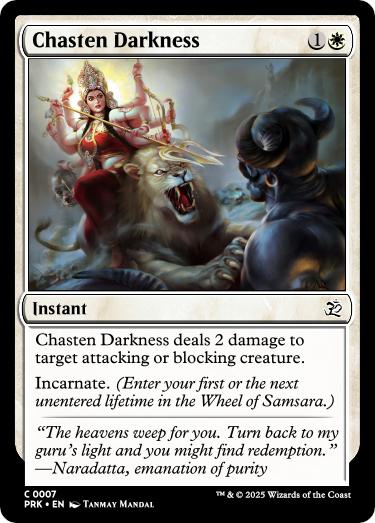 Chasten Darkness 1
Instant
Chasten Darkness deals 2 damage to
target attacking or blocking creature.
Incarnate. (Enter your first or the next
unentered lifetime in the Wheel of Samsara.)
“The heavens weep for you. Turn back to my
guru’s light and you might find redemption.”
—Naradatta, emanation of purity
C 0007
PRK • EN TANMAY MANDAL
™ & © 2025 Wizards of the Coast